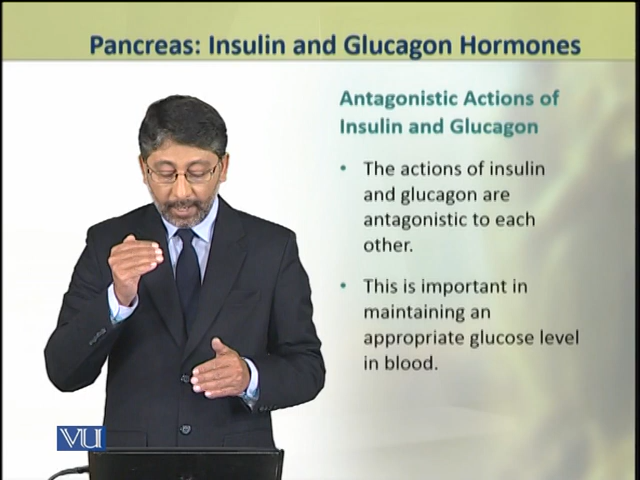 Pancreas: Insulin and Glucagon Hormones
Antagonistic Actions of
Insulin and Glucagon
• The actions of insulin
and glucagon are
antagonistic to each
other.
• This is important in
maintaining an
appropriate glucose level
in blood.
VU